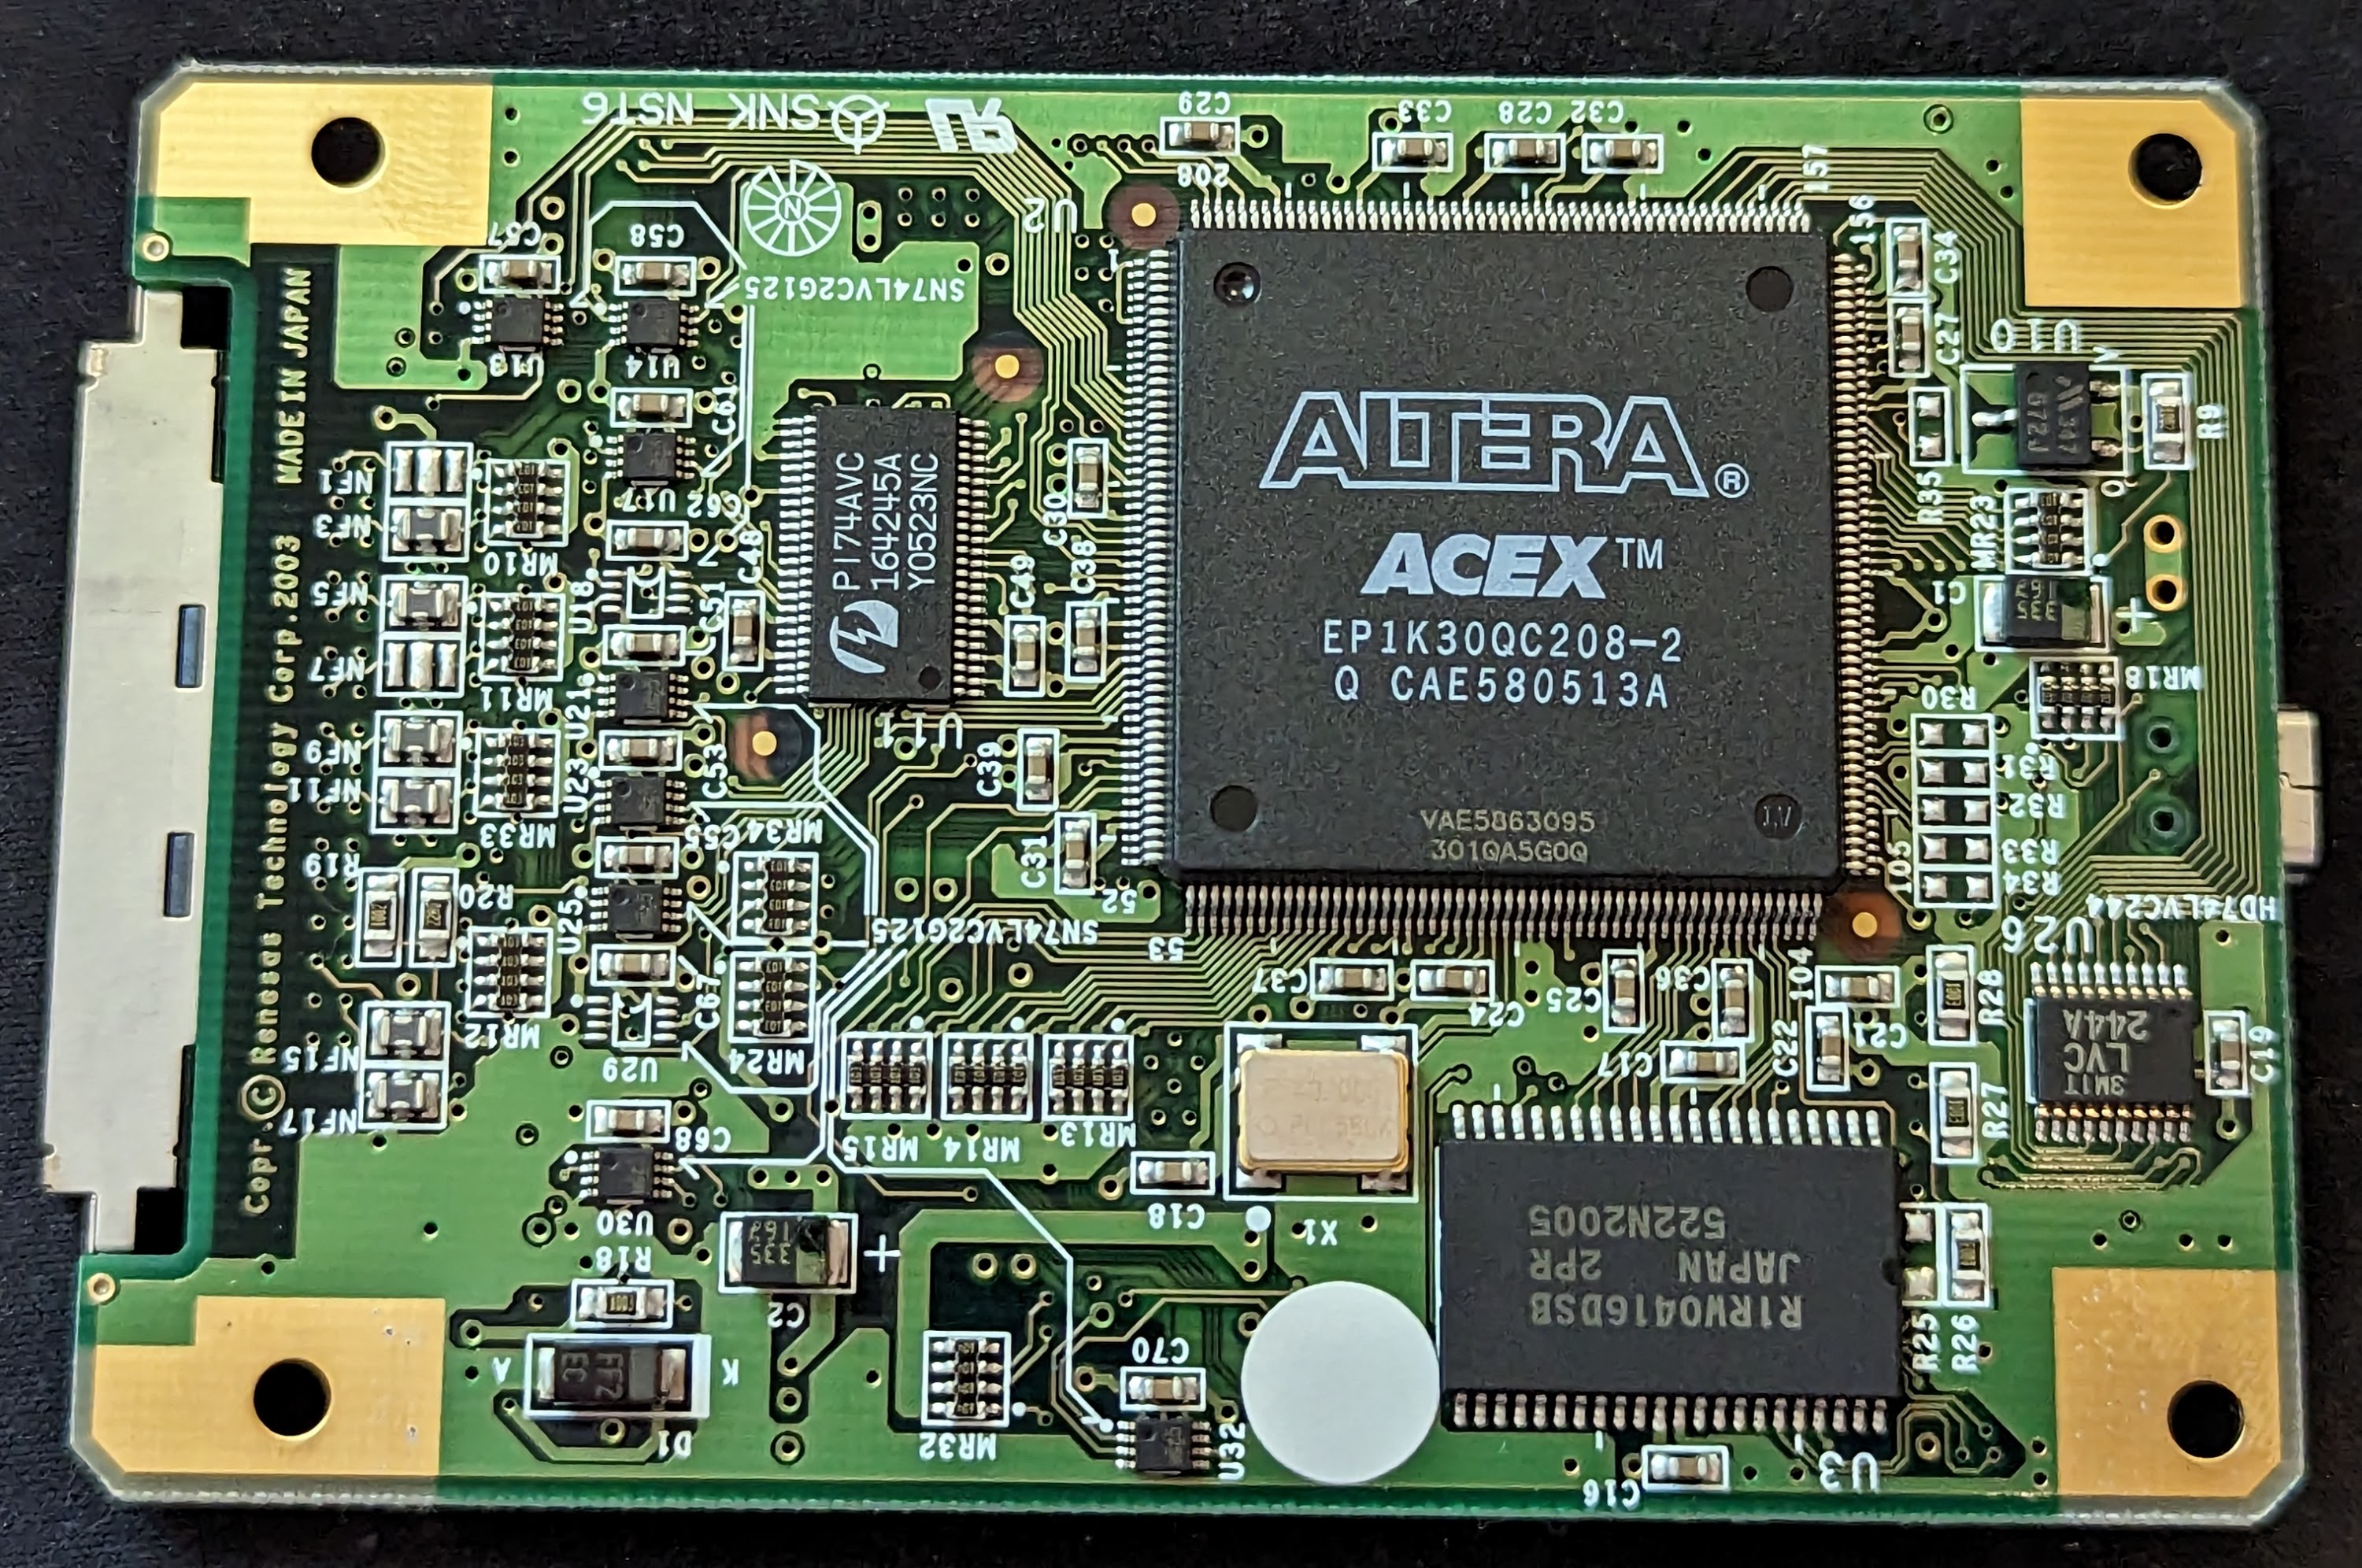 SNK NST6
C29
C33
C28
C32
208
157
U2
156
C57
C58
N
1
C34
SN74LVC2G125
MADE IN JAPAN
U13
U14
C27
U10
C61
ALTERA®
R9
NF1
U17
C62
PI74AVC
164245A
Y0523NC
C30
R35
NF3
MR10
C48
ACEX™
MR23
C49
C38
NF5
U18
C51
C1
+
EP1K30QC208-2
NF7
MR11
Q CAE580513A
MR18
U21
R30
U11
NF9
C53
C39
R31
NF11
U23
R32
MR33
C55
MR34
VAE5863095
301QA5G0Q
R19
C31
R33
105
R34
R20
52
HD74LVC244
U25
SN74LVC2G125
53
U26
C37
104
R28
C67
C24
C25
C36
244A
LVC
3M1T
MR12
C21
C22
C19
NF15
U29
MR24
C17
NF17
R27
C68
MR15
MR14
MR13
Copr.© Renesas Technology Corp.2003
U30
C18
X1
522N2005
R18
+
JAPAN 2PR
C2
R1RW0416DSB
R25
R26
A
K
C70
D1
MR32
U32
U3
C16